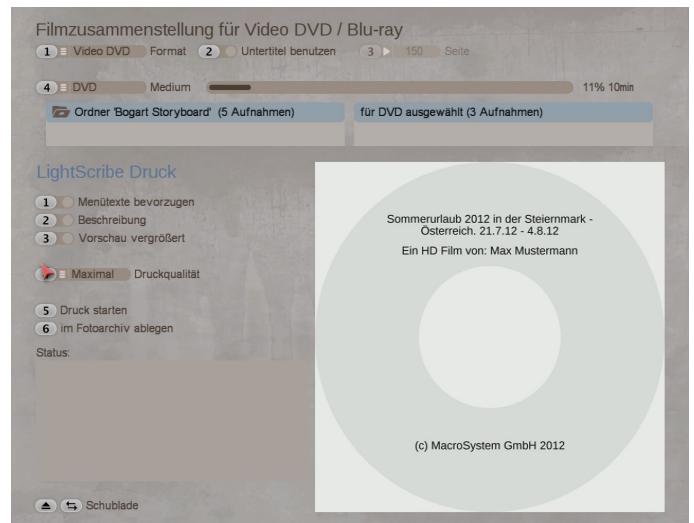 Filmzusammenstellung für Video DVD / Blu-ray
1 Video DVD Format 2 Untertitel benutzen 3 150 Seite
4 DVD Medium 11% 10min
Ordner 'Bogart Storyboard' (5 Aufnahmen) für DVD ausgewählt (3 Aufnahmen)
LightScribe Druck
1 Menütexte bevorzugen
2 Beschreibung
3 Vorschau vergrößert
Maximal Druckqualität
5 Druck starten
6 im Fotoarchiv ablegen
Status:
Schublade
Sommerurlaub 2012 in der Steiernmark -
Österreich. 21.7.12 - 4.8.12
Ein HD Film von: Max Mustermann
(c) MacroSystem GmbH 2012